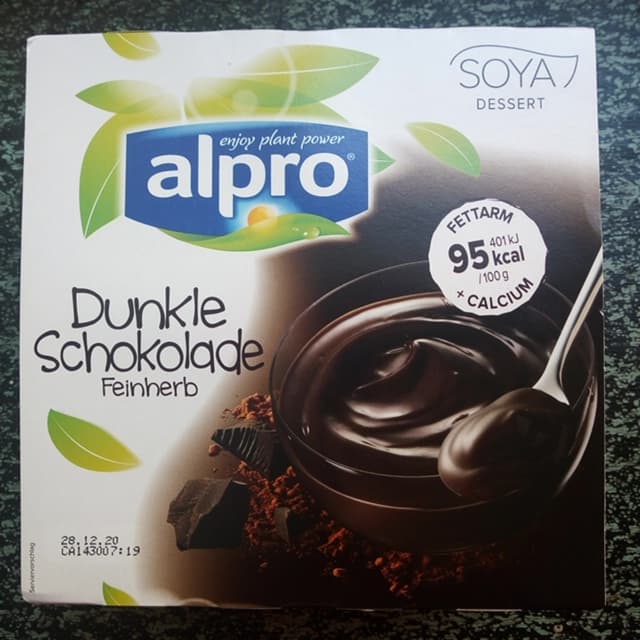 SOYA
DESSERT
enjoy plant power
alpro®
FETTARM
95 401 kJ
kcal
/100 g
+ CALCIUM
Dunkle
Schokolade
Feinherb
28.12.20
CA143007:19
Serviervorschlag